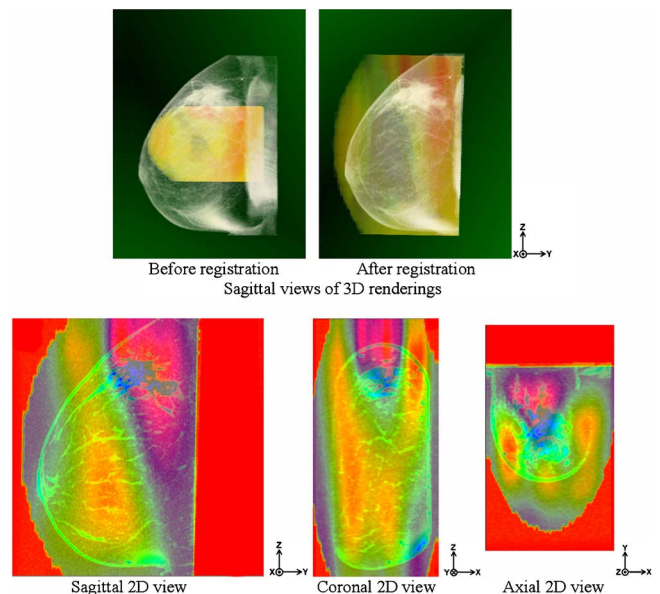 Before registration
After registration
Z
X
Y
Sagittal views of 3D renderings
Z
X
Y
Z
Y
X
Y
Z
X
Sagittal 2D view
Coronal 2D view
Axial 2D view